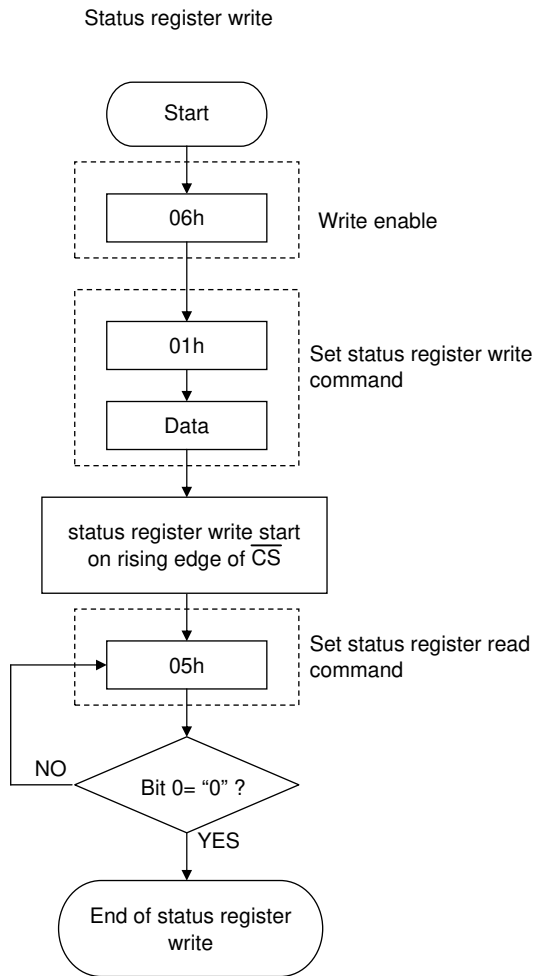 Status register write
Start
06h
Write enable
01h
Set status register write
command
Data
status register write start
on rising edge of C̅S̅
05h
Set status register read
command
NO
Bit 0= “0” ?
YES
End of status register
write